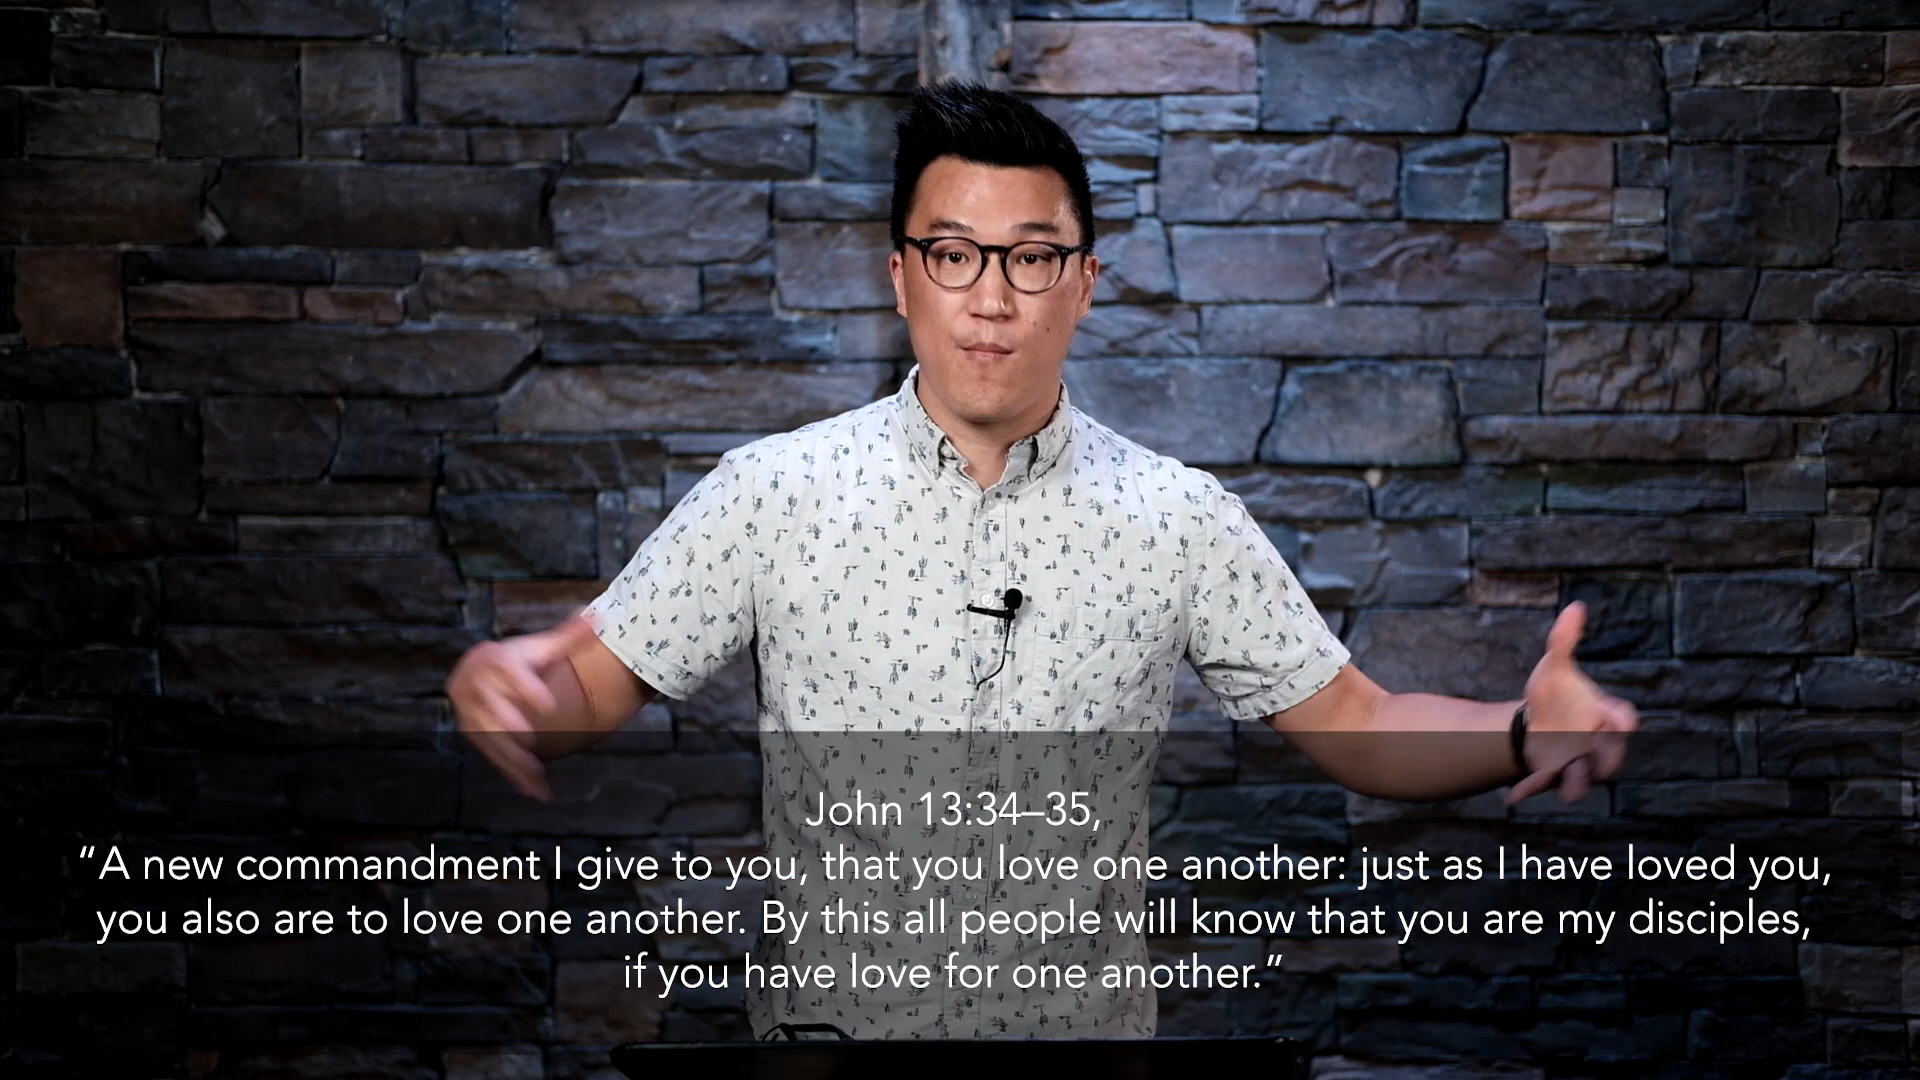 John 13:34–35,
“A new commandment I give to you, that you love one another: just as I have loved you,
you also are to love one another. By this all people will know that you are my disciples,
if you have love for one another.”